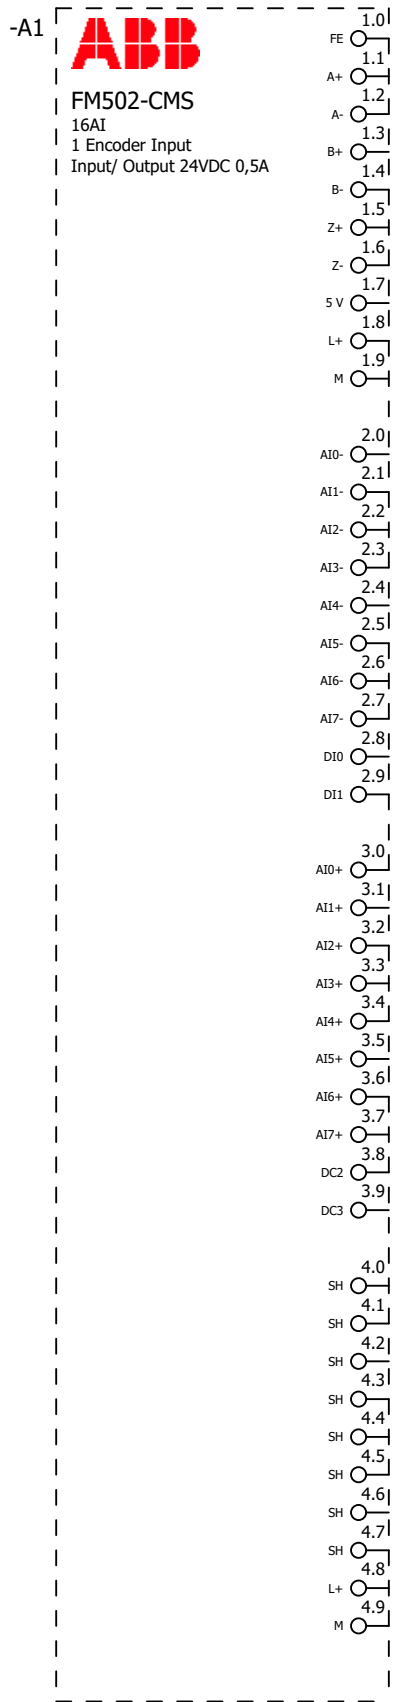 -A1
ABB
FM502-CMS
16AI
1 Encoder Input
Input/ Output 24VDC 0,5A
FE 1.0
A+ 1.1
A- 1.2
B+ 1.3
B- 1.4
Z+ 1.5
Z- 1.6
5 V 1.7
L+ 1.8
M 1.9
AI0- 2.0
AI1- 2.1
AI2- 2.2
AI3- 2.3
AI4- 2.4
AI5- 2.5
AI6- 2.6
AI7- 2.7
DI0 2.8
DI1 2.9
AI0+ 3.0
AI1+ 3.1
AI2+ 3.2
AI3+ 3.3
AI4+ 3.4
AI5+ 3.5
AI6+ 3.6
AI7+ 3.7
DC2 3.8
DC3 3.9
SH 4.0
SH 4.1
SH 4.2
SH 4.3
SH 4.4
SH 4.5
SH 4.6
SH 4.7
L+ 4.8
M 4.9